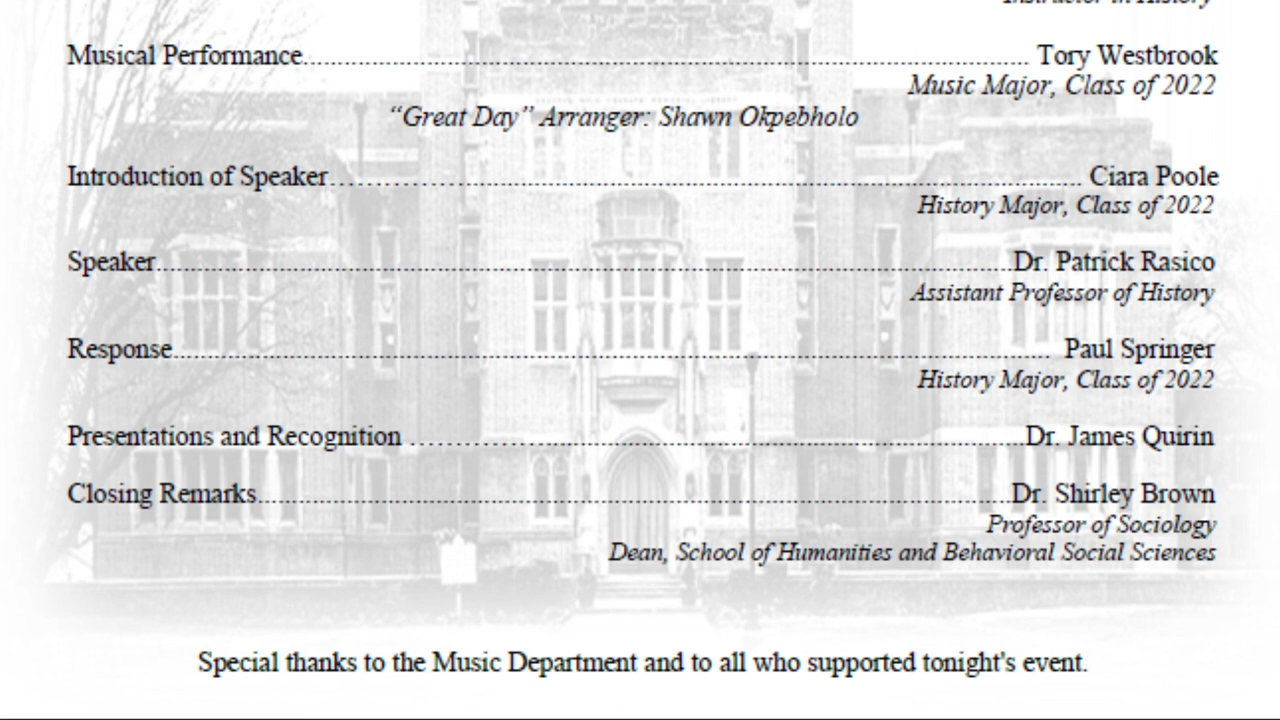 Instructor in History
Musical Performance........................................................................................................ Tory Westbrook
Music Major, Class of 2022
“Great Day” Arranger: Shawn Okpebholo
Introduction of Speaker........................................................................................................ Ciara Poole
History Major, Class of 2022
Speaker........................................................................................................Dr. Patrick Rasico
Assistant Professor of History
Response........................................................................................................ Paul Springer
History Major, Class of 2022
Presentations and Recognition ........................................................................................Dr. James Quirin
Closing Remarks........................................................................................................Dr. Shirley Brown
Professor of Sociology
Dean, School of Humanities and Behavioral Social Sciences
Special thanks to the Music Department and to all who supported tonight's event.